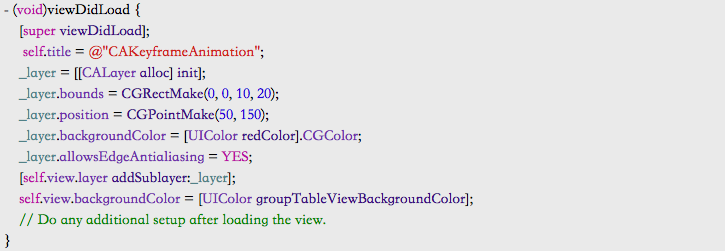 - (void)viewDidLoad {
[super viewDidLoad];
self.title = @"CAKeyframeAnimation";
_layer = [[CALayer alloc] init];
_layer.bounds = CGRectMake(0, 0, 10, 20);
_layer.position = CGPointMake(50, 150);
_layer.backgroundColor = [UIColor redColor].CGColor;
_layer.allowsEdgeAntialiasing = YES;
[self.view.layer addSublayer:_layer];
self.view.backgroundColor = [UIColor groupTableViewBackgroundColor];
// Do any additional setup after loading the view.
}